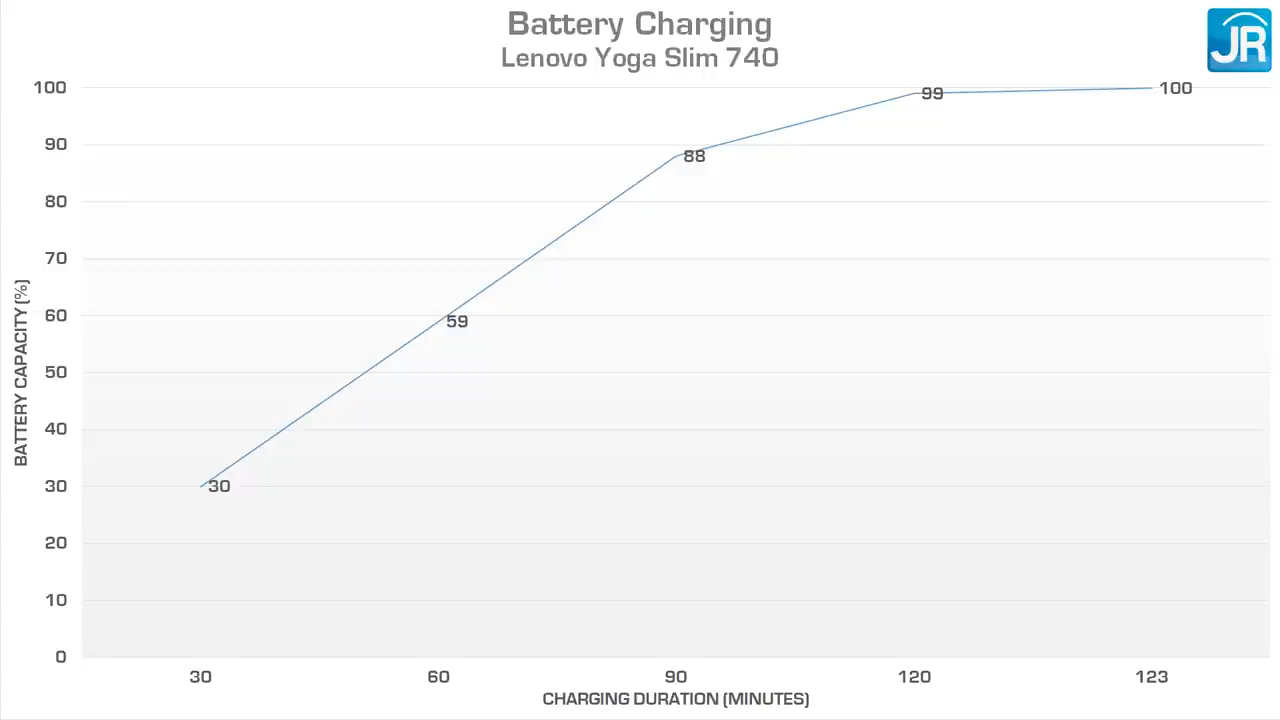 Battery Charging
Lenovo Yoga Slim 740
JR
100
90
80
70
60
50
40
30
20
10
0
BATTERY CAPACITY (%)
30
59
88
99
100
30 60 90 120 123
CHARGING DURATION (MINUTES)